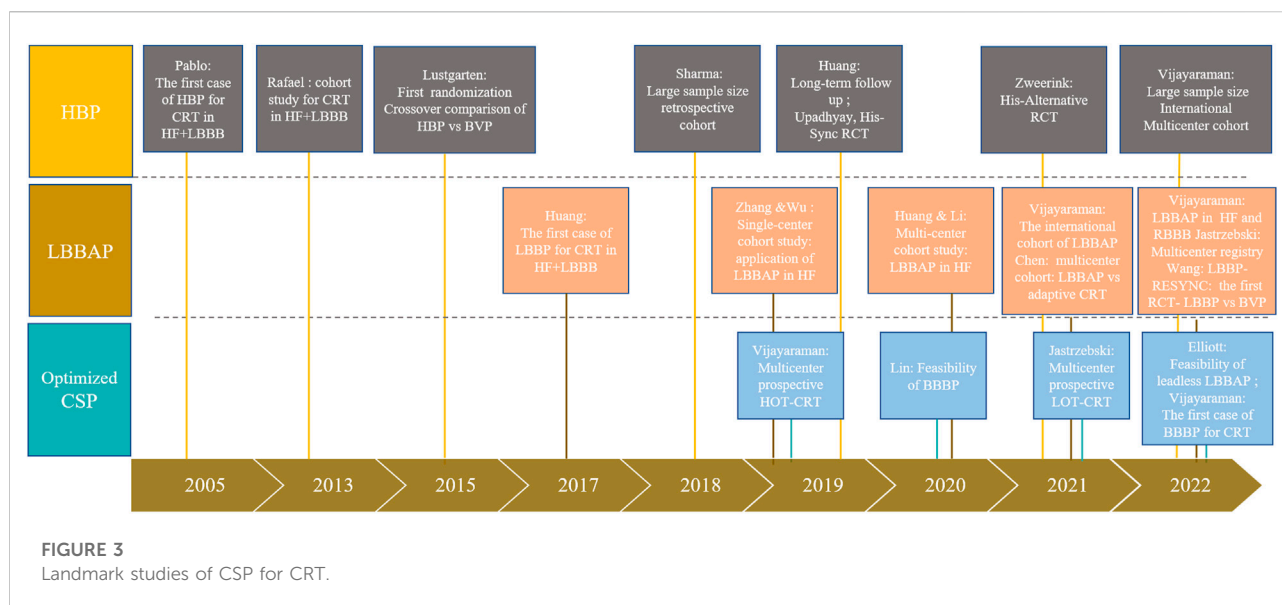 HBP
Pablo:
The first case
of HBP for
CRT in
HF+LBBB
Rafael : cohort
study for CRT
in HF+LBBB
Lustgarten:
First randomization
Crossover comparison of
HBP vs BVP
Sharma:
Large sample size
retrospective
cohort
Huang:
Long-term follow
up ;
Upadhyay, His-
Sync RCT
Zweerink:
His-Alternative
RCT
Vijayaraman:
Large sample size
International
Multicenter cohort
LBBAP
Huang:
The first case of
LBBP for CRT in
HF+LBBB
Zhang &Wu :
Single-center
cohort study:
application of
LBBAP in HF
Huang & Li:
Multi-center
cohort study:
LBBAP in HF
Vijayaraman:
The international
cohort of LBBAP
Chen: multicenter
cohort: LBBAP vs
adaptive CRT
Vijayaraman:
LBBAP in HF and
RBBB Jastrzebski:
Multicenter registry
Wang: LBBP-
RESYNC: the first
RCT- LBBP vs BVP
Optimized
CSP
Vijayaraman:
Multicenter
prospective
HOT-CRT
Lin: Feasibility
of BBBP
Jastrzebski:
Multicenter
prospective
LOT-CRT
Elliott:
Feasibility of
leadless LBBAP ;
Vijayaraman:
The first case of
BBBP for CRT
2005
2013
2015
2017
2018
2019
2020
2021
2022
FIGURE 3
Landmark studies of CSP for CRT.